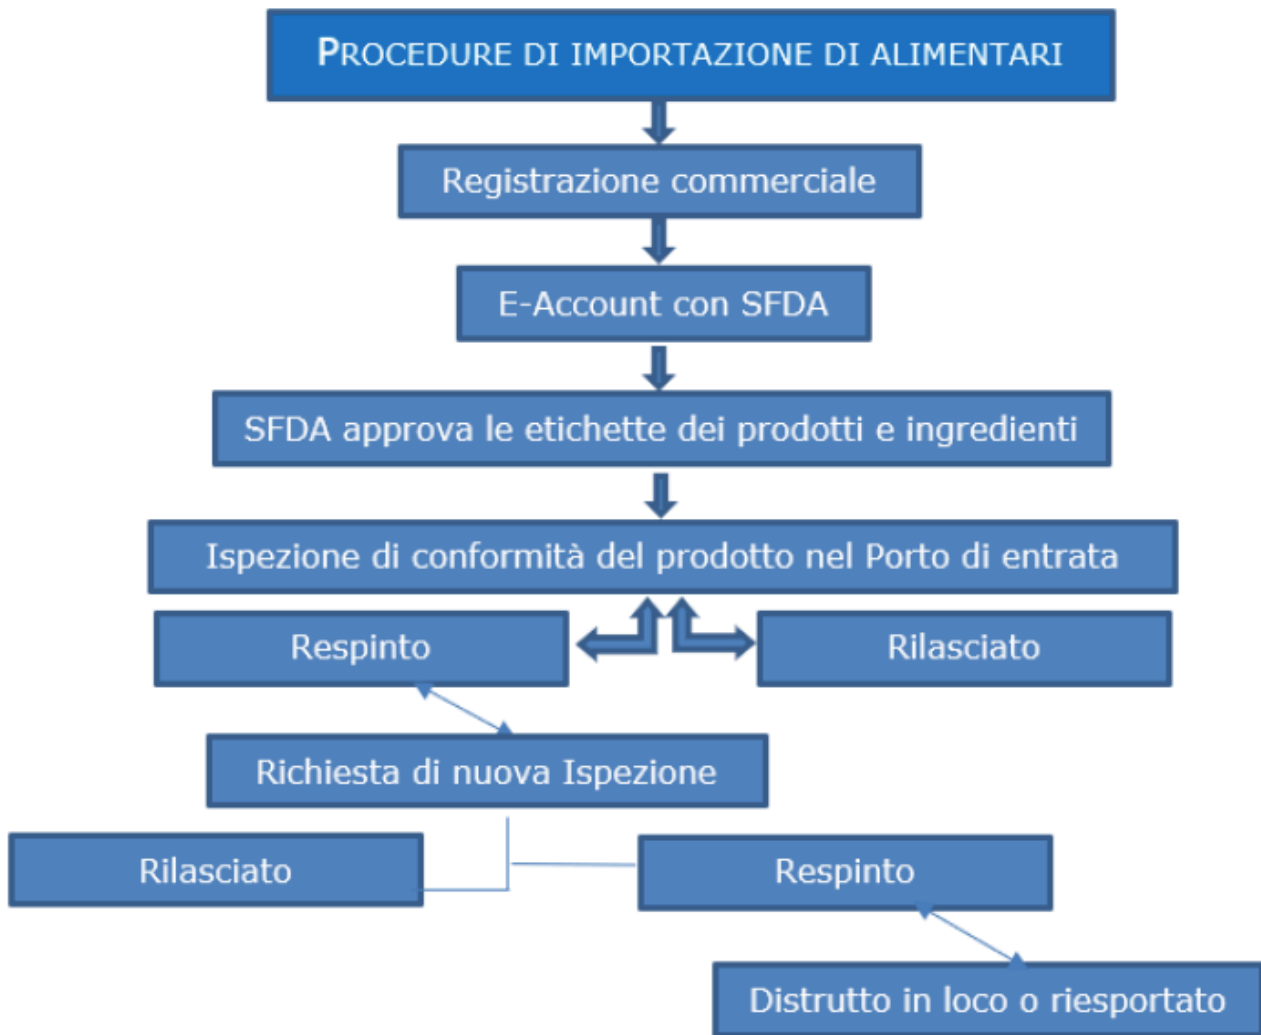 PROCEDURE DI IMPORTAZIONE DI ALIMENTARI
Registrazione commerciale
E-Account con SFDA
SFDA approva le etichette dei prodotti e ingredienti
Ispezione di conformità del prodotto nel Porto di entrata
Respinto
Rilasciato
Richiesta di nuova Ispezione
Rilasciato
Respinto
Distrutto in loco o riesportato